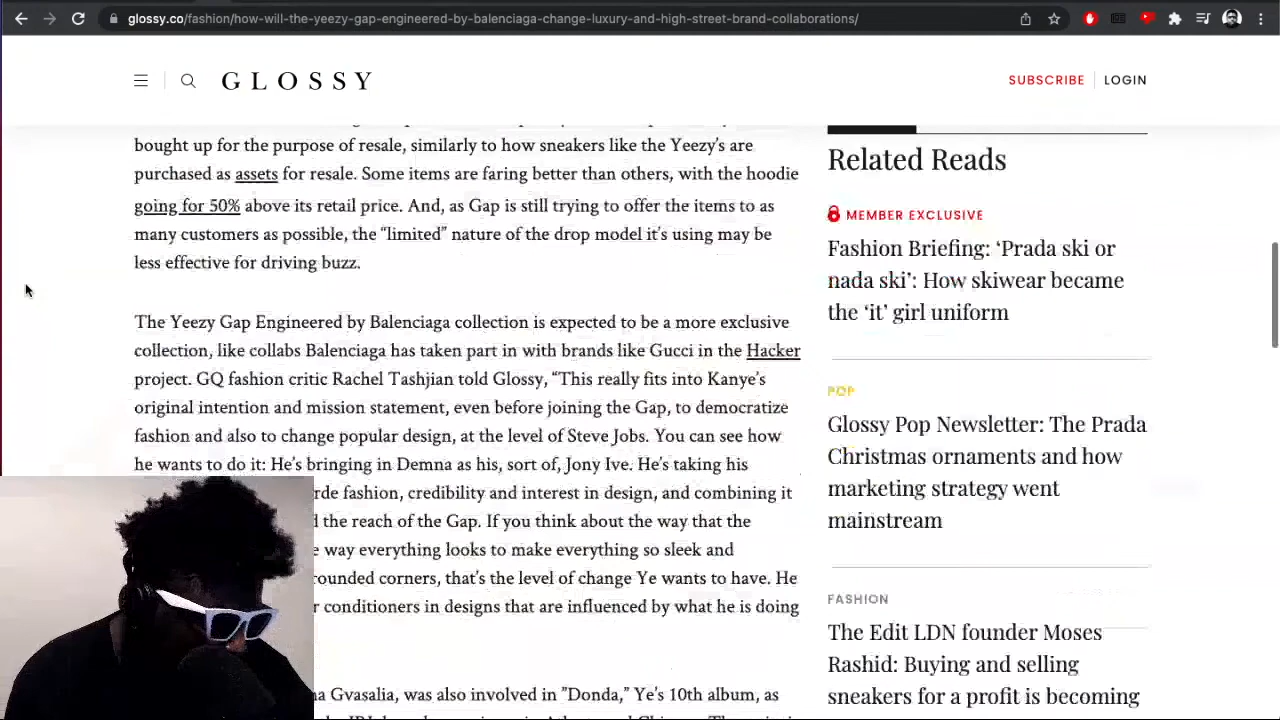 glossy.co/fashion/how-will-the-yeezy-gap-engineered-by-balenciaga-change-luxury-and-high-street-brand-collaborations/
GLOSSY
SUBSCRIBE
LOGIN
bought up for the purpose of resale, similarly to how sneakers like the Yeezy’s are
purchased as assets for resale. Some items are faring better than others, with the hoodie
going for 50% above its retail price. And, as Gap is still trying to offer the items to as
many customers as possible, the “limited” nature of the drop model it’s using may be
less effective for driving buzz.
The Yeezy Gap Engineered by Balenciaga collection is expected to be a more exclusive
collection, like collabs Balenciaga has taken part in with brands like Gucci in the Hacker
project. GQ fashion critic Rachel Tashjian told Glossy, “This really fits into Kanye’s
original intention and mission statement, even before joining the Gap, to democratize
fashion and also to change popular design, at the level of Steve Jobs. You can see how
he wants to do it: He’s bringing in Demna as his, sort of, Jony Ive. He’s taking his
rde fashion, credibility and interest in design, and combining it
the reach of the Gap. If you think about the way that the
way everything looks to make everything so sleek and
rounded corners, that’s the level of change Ye wants to have. He
r conditioners in designs that are influenced by what he is doing
na Gvasalia, was also involved in ”Donda,” Ye’s 10th album, as
Related Reads
MEMBER EXCLUSIVE
Fashion Briefing: ‘Prada ski or
nada ski’: How skiwear became
the ‘it’ girl uniform
POP
Glossy Pop Newsletter: The Prada
Christmas ornaments and how
marketing strategy went
mainstream
FASHION
The Edit LDN founder Moses
Rashid: Buying and selling
sneakers for a profit is becoming